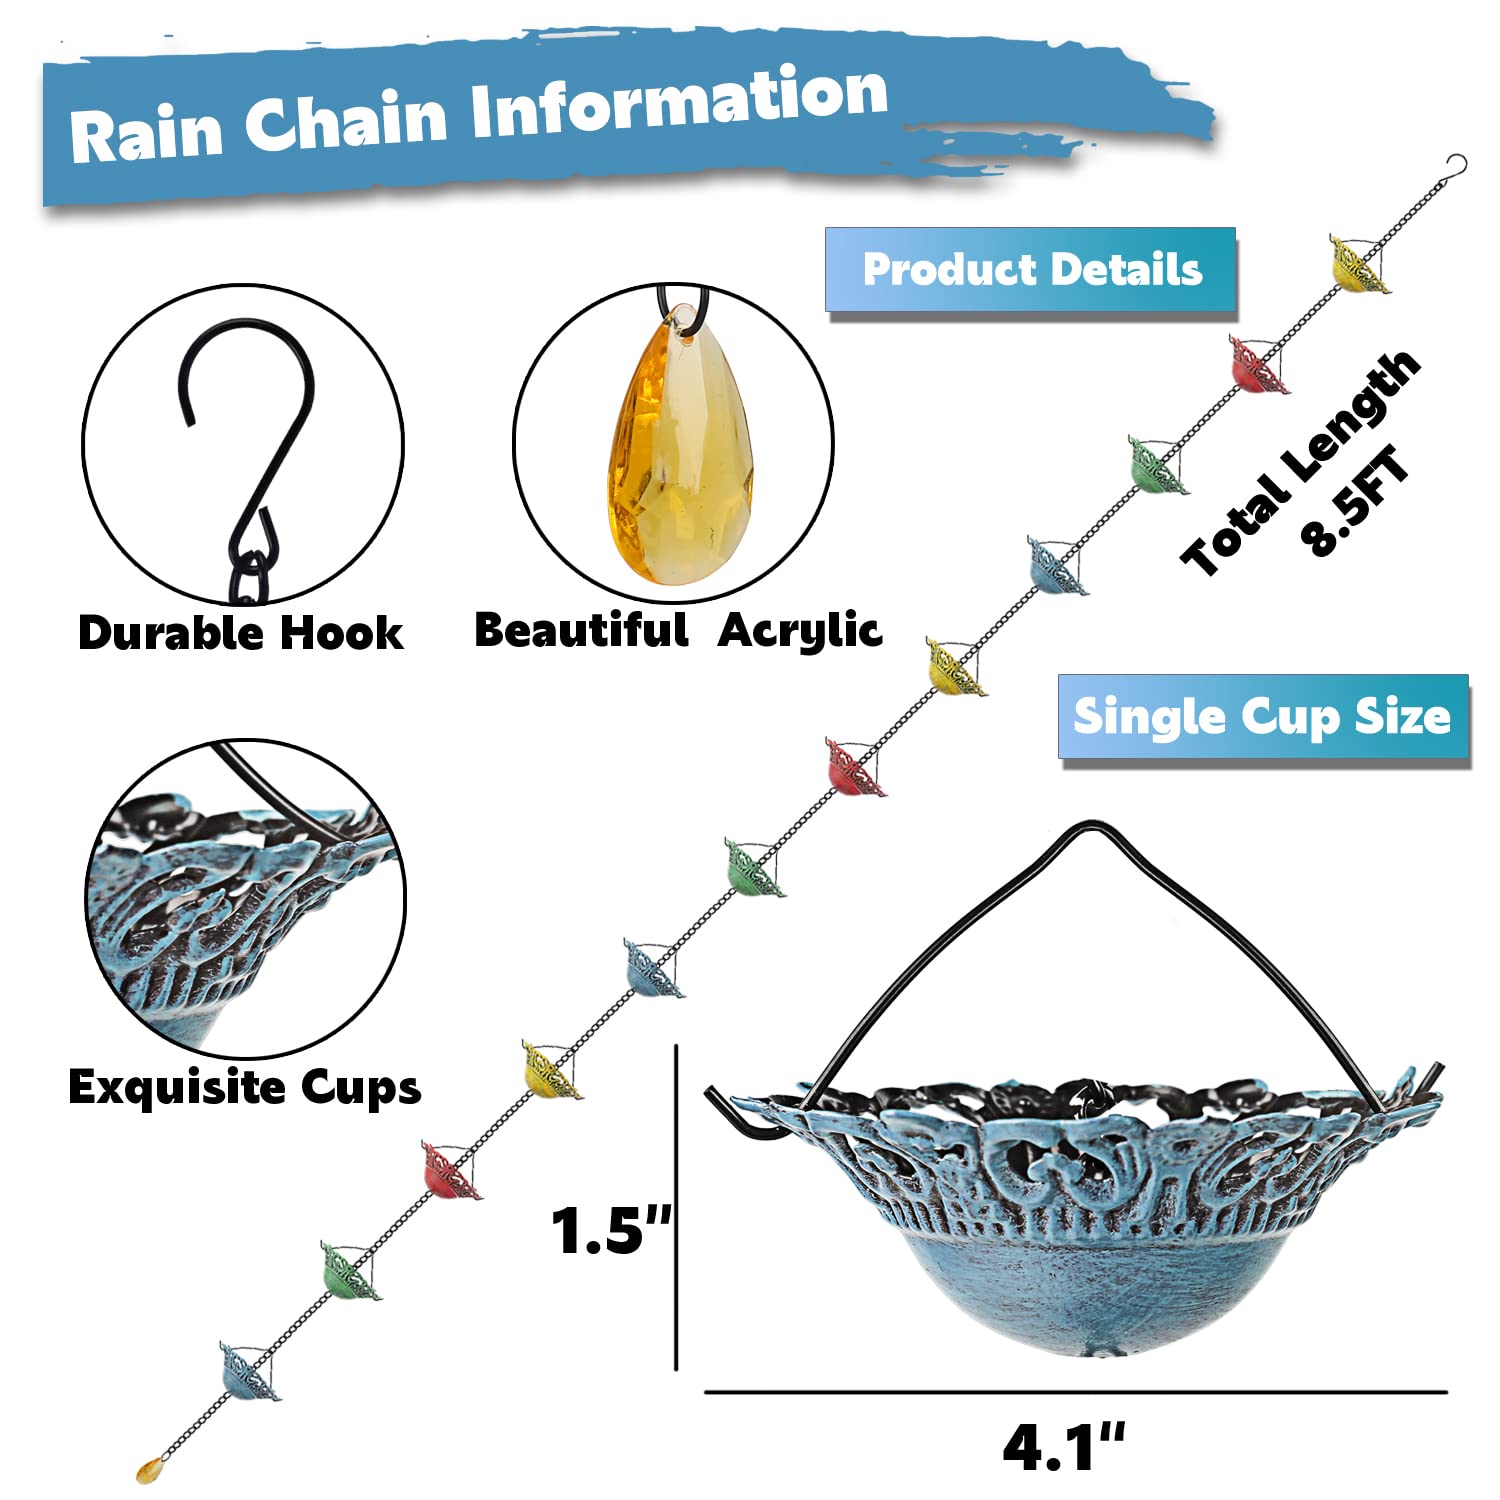 Rain Chain Information
Product Details
Total Length
8.5FT
Durable Hook
Beautiful Acrylic
Single Cup Size
Exquisite Cups
1.5"
4.1"